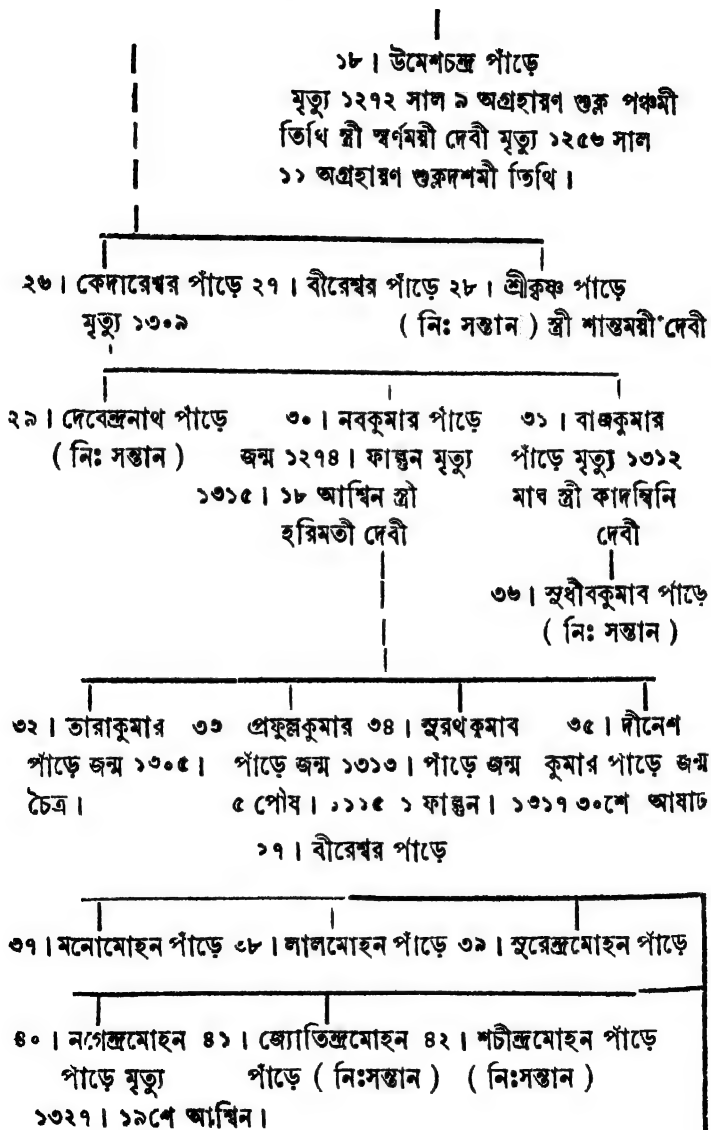 ১৮। উমেশচন্দ্র পাঁড়ে
মৃত্যু ১২৭২ সাল ৯ অগ্রহায়ণ শুক্ল পঞ্চমী
তিথি স্ত্রী স্বর্ণময়ী দেবী মৃত্যু ১২৫৬ সাল
১১ অগ্রহায়ণ শুক্লদশমী তিথি।
২৬। কেদারেশ্বর পাঁড়ে ২৭। বীরেশ্বর পাঁড়ে ২৮। শ্রীকৃষ্ণ পাঁড়ে
মৃত্যু ১৩০৯ ( নিঃ সন্তান ) স্ত্রী শান্তময়ী দেবী
২৯। দেবেন্দ্রনাথ পাঁড়ে ৩০। নবকুমার পাঁড়ে ৩১। বাজকুমার
( নিঃ সন্তান ) জন্ম ১২৭৪। ফাল্গুন মৃত্যু পাঁড়ে মৃত্যু ১৩১২
১৩১৫। ১৮ আশ্বিন স্ত্রী মাঘ স্ত্রী কাদম্বিনি
হরিমতী দেবী দেবী
৩৬। সুধীবকুমাব পাঁড়ে
( নিঃ সন্তান )
৩২। তারাকুমার ৩৩ প্রফুল্লকুমার ৩৪। সুরথকুমাব ৩৫। দীনেশ
পাঁড়ে জন্ম ১৩০৫। পাঁড়ে জন্ম ১৩১৩। পাঁড়ে জন্ম কুমার পাঁড়ে জন্ম
চৈত্র। ৫ পৌষ। ১৩১৫ ১ ফাল্গুন। ১৩১৭ ৩০শে আষাঢ
১৭। বীরেশ্বর পাঁড়ে
৩৭। মনোমোহন পাঁড়ে ৩৮। লালমোহন পাঁড়ে ৩৯। সুরেন্দ্রমোহন পাঁড়ে
৪০। নগেন্দ্রমোহন ৪১। জ্যোতিন্দ্রমোহন ৪২। শচীন্দ্রমোহন পাঁড়ে
পাঁড়ে মৃত্যু পাঁড়ে ( নিঃসন্তান ) ( নিঃসন্তান )
১৩২৭। ১৯শে আশ্বিন।